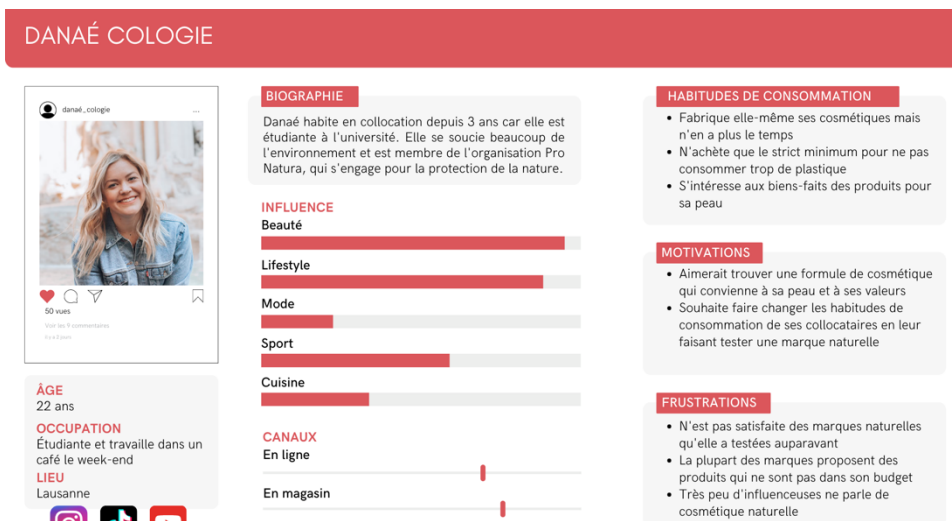 DANAÉ COLOGIE
danaé_cologie
...
50 vues
Voir les 9 commentaires
il y a 5 jours
ÂGE
22 ans
OCCUPATION
Étudiante et travaille dans un
café le week-end
LIEU
Lausanne
BIOGRAPHIE
Danaé habite en collocation depuis 3 ans car elle est
étudiante à l'université. Elle se soucie beaucoup de
l'environnement et est membre de l'organisation Pro
Natura, qui s'engage pour la protection de la nature.
INFLUENCE
Beauté
Lifestyle
Mode
Sport
Cuisine
CANAUX
En ligne
En magasin
HABITUDES DE CONSOMMATION
• Fabrique elle-même ses cosmétiques mais
n'en a plus le temps
• N'achète que le strict minimum pour ne pas
consommer trop de plastique
• S'intéresse aux biens-faits des produits pour
sa peau
MOTIVATIONS
• Aimerait trouver une formule de cosmétique
qui convienne à sa peau et à ses valeurs
• Souhaite faire changer les habitudes de
consommation de ses collocataires en leur
faisant tester une marque naturelle
FRUSTRATIONS
• N'est pas satisfaite des marques naturelles
qu'elle a testées auparavant
• La plupart des marques proposent des
produits qui ne sont pas dans son budget
• Très peu d'influenceuses ne parle de
cosmétique naturelle